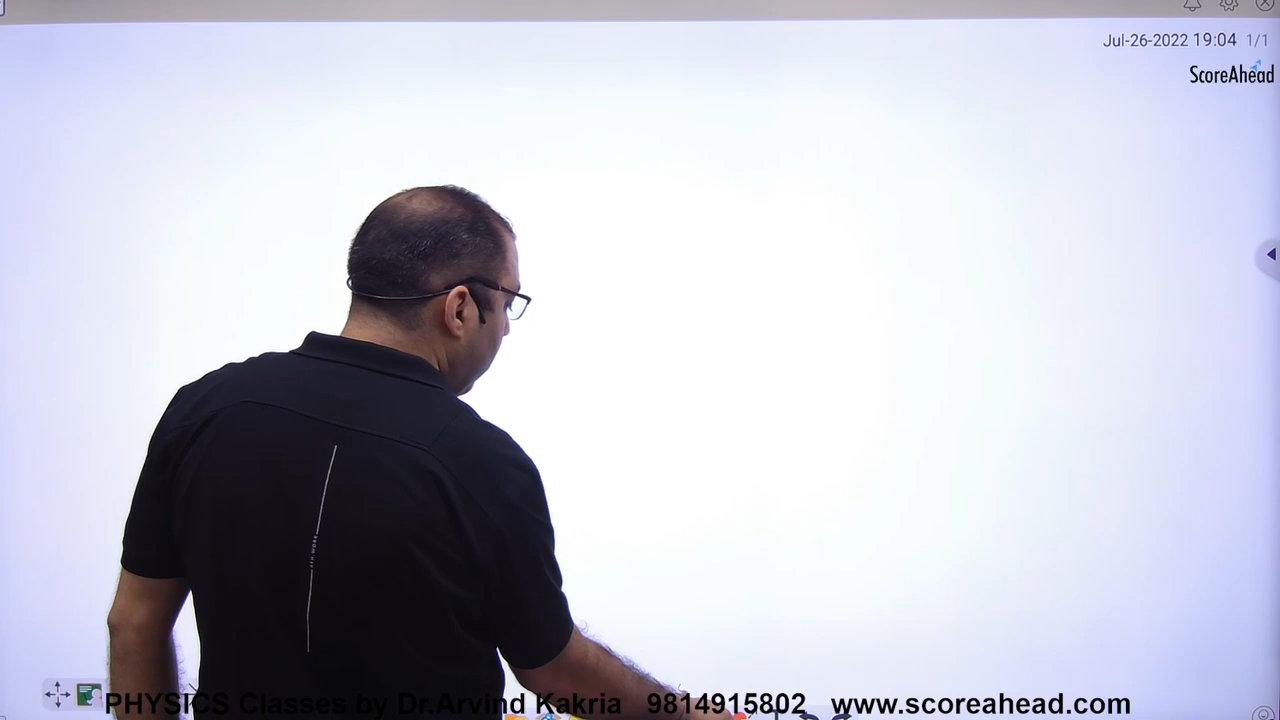 Jul-26-2022 19:04 1/1
ScoreAhead
PHYSICS Classes by Dr.Arvind Kakria 9814915802 www.scoreahead.com